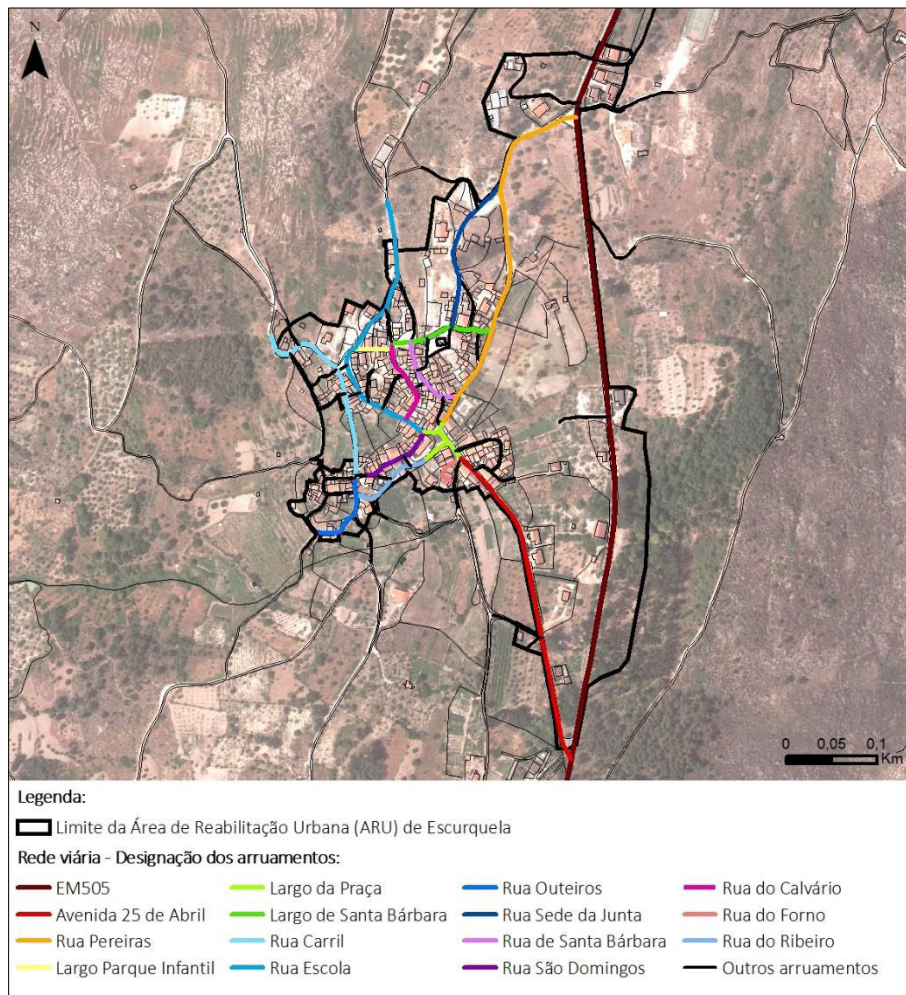 N
0 0,05 0,1
Km
Legenda:
Limite da Área de Reabilitação Urbana (ARU) de Escurquela
Rede viária - Designação dos arruamentos:
EM505 Largo da Praça Rua Outeiros Rua do Calvário
Avenida 25 de Abril Largo de Santa Bárbara Rua Sede da Junta Rua do Forno
Rua Pereiras Rua Carril Rua de Santa Bárbara Rua do Ribeiro
Largo Parque Infantil Rua Escola Rua São Domingos Outros arruamentos